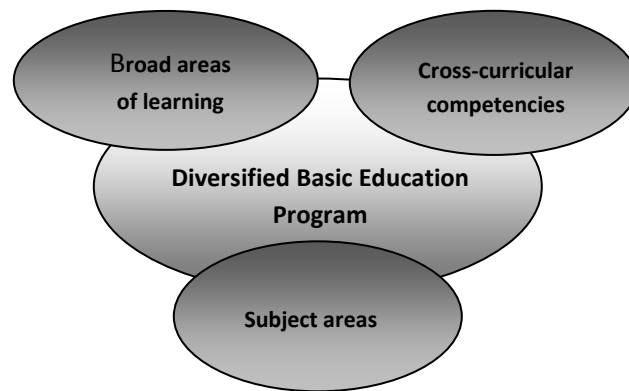 Broad areas
of learning
Cross-curricular
competencies
Diversified Basic Education
Program
Subject areas